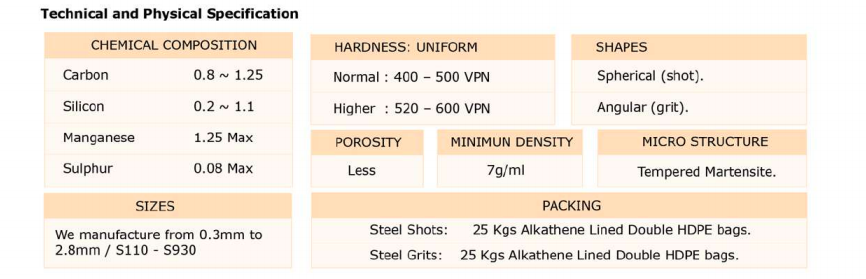 Technical and Physical Specification
CHEMICAL COMPOSITION
Carbon 0.8 ~ 1.25
Silicon 0.2 ~ 1.1
Manganese 1.25 Max
Sulphur 0.08 Max
HARDNESS: UNIFORM
Normal : 400 – 500 VPN
Higher : 520 – 600 VPN
SHAPES
Spherical (shot).
Angular (grit).
POROSITY
Less
MINIMUN DENSITY
7g/ml
MICRO STRUCTURE
Tempered Martensite.
SIZES
We manufacture from 0.3mm to
2.8mm / S110 - S930
PACKING
Steel Shots: 25 Kgs Alkathene Lined Double HDPE bags.
Steel Grits: 25 Kgs Alkathene Lined Double HDPE bags.